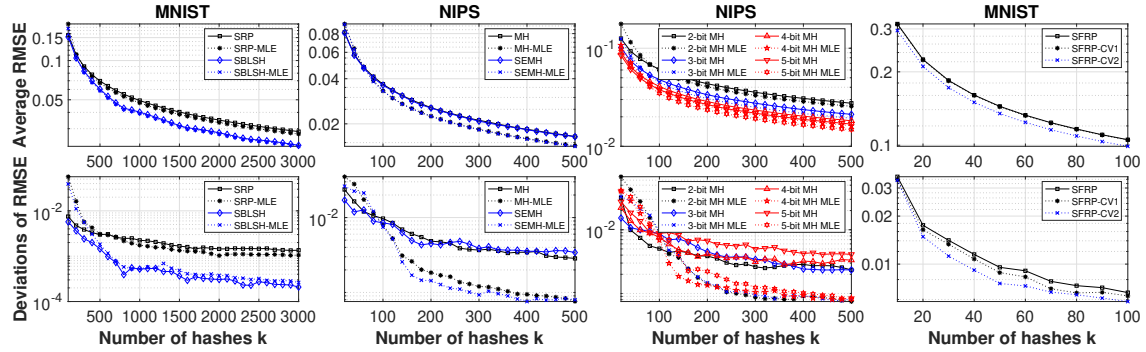 MNIST
NIPS
NIPS
MNIST
Average RMSE
0.15
0.1
0.05
SRP
SRP-MLE
SBLSH
SBLSH-MLE
500 1000 1500 2000 2500 3000
0.08
0.04
0.02
MH
MH-MLE
SEMH
SEMH-MLE
100 200 300 400 500
10-1
10-2
2-bit MH
2-bit MH MLE
3-bit MH
3-bit MH MLE
4-bit MH
4-bit MH MLE
5-bit MH
5-bit MH MLE
100 200 300 400 500
0.3
0.2
0.1
SFRP
SFRP-CV1
SFRP-CV2
20 40 60 80 100
Deviations of RMSE
10-2
10-4
SRP
SRP-MLE
SBLSH
SBLSH-MLE
500 1000 1500 2000 2500 3000
Number of hashes k
10-2
MH
MH-MLE
SEMH
SEMH-MLE
100 200 300 400 500
Number of hashes k
10-2
2-bit MH
2-bit MH MLE
3-bit MH
3-bit MH MLE
4-bit MH
4-bit MH MLE
5-bit MH
5-bit MH MLE
100 200 300 400 500
Number of hashes k
0.03
0.02
0.01
SFRP
SFRP-CV1
SFRP-CV2
20 40 60 80 100
Number of hashes k